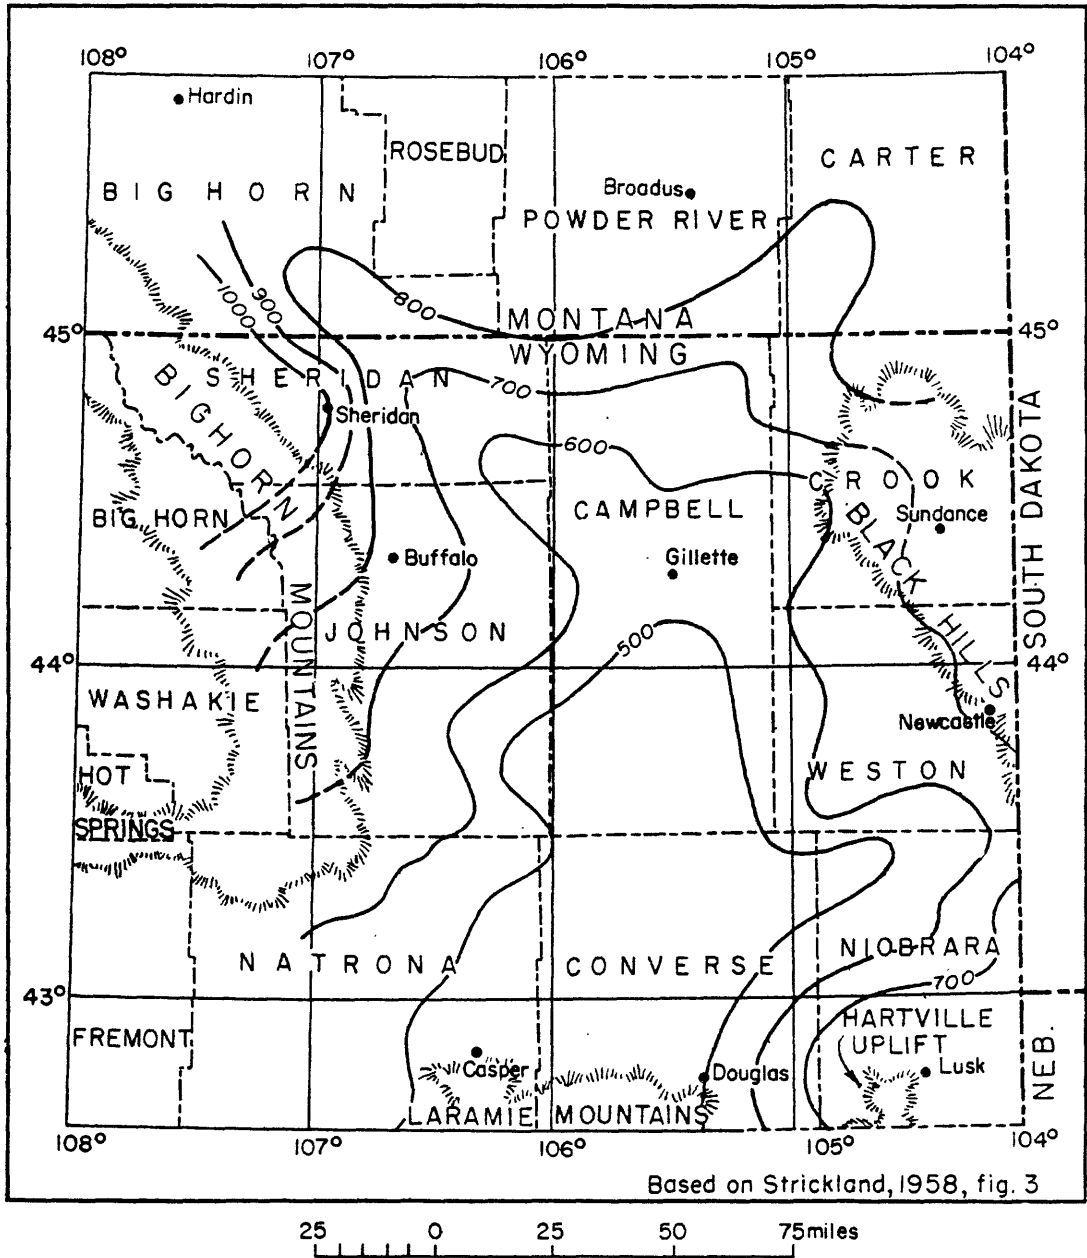 108° 107° 106° 105° 104°
Hardin
ROSEBUD
CARTER
BIG HORN
Broadus
POWDER RIVER
1000
900
800
45° MONTANA 45°
WYOMING
SHERIDAN
700
BIGHORN
MOUNTAINS
Sheridan
600
CROOK
SOUTH DAKOTA
BIG HORN
CAMPBELL
BLACK HILLS
Sundance
Buffalo
Gillette
JOHNSON
500
44° 44°
WASHAKIE
Newcastle
HOT
SPRINGS
WESTON
NATRONA
CONVERSE
NIOBRARA
700
43°
FREMONT
HARTVILLE
UPLIFT
NEB.
Casper
Douglas
Lusk
LARAMIE MOUNTAINS
108° 107° 106° 105° 104°
Based on Strickland, 1958, fig. 3
25 0 25 50 75 miles